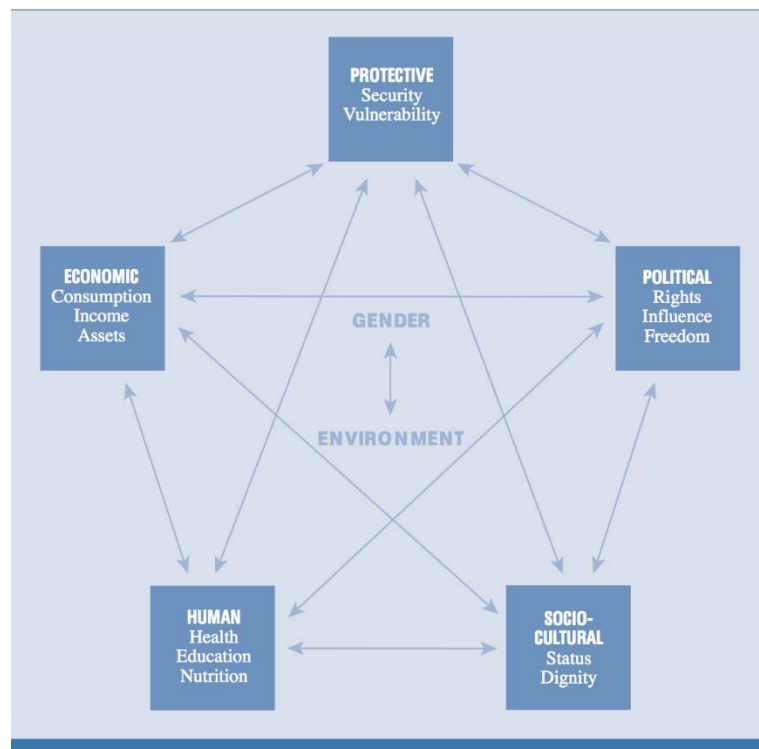 PROTECTIVE
Security
Vulnerability
ECONOMIC
Consumption
Income
Assets
POLITICAL
Rights
Influence
Freedom
GENDER
ENVIRONMENT
HUMAN
Health
Education
Nutrition
SOCIO-
CULTURAL
Status
Dignity